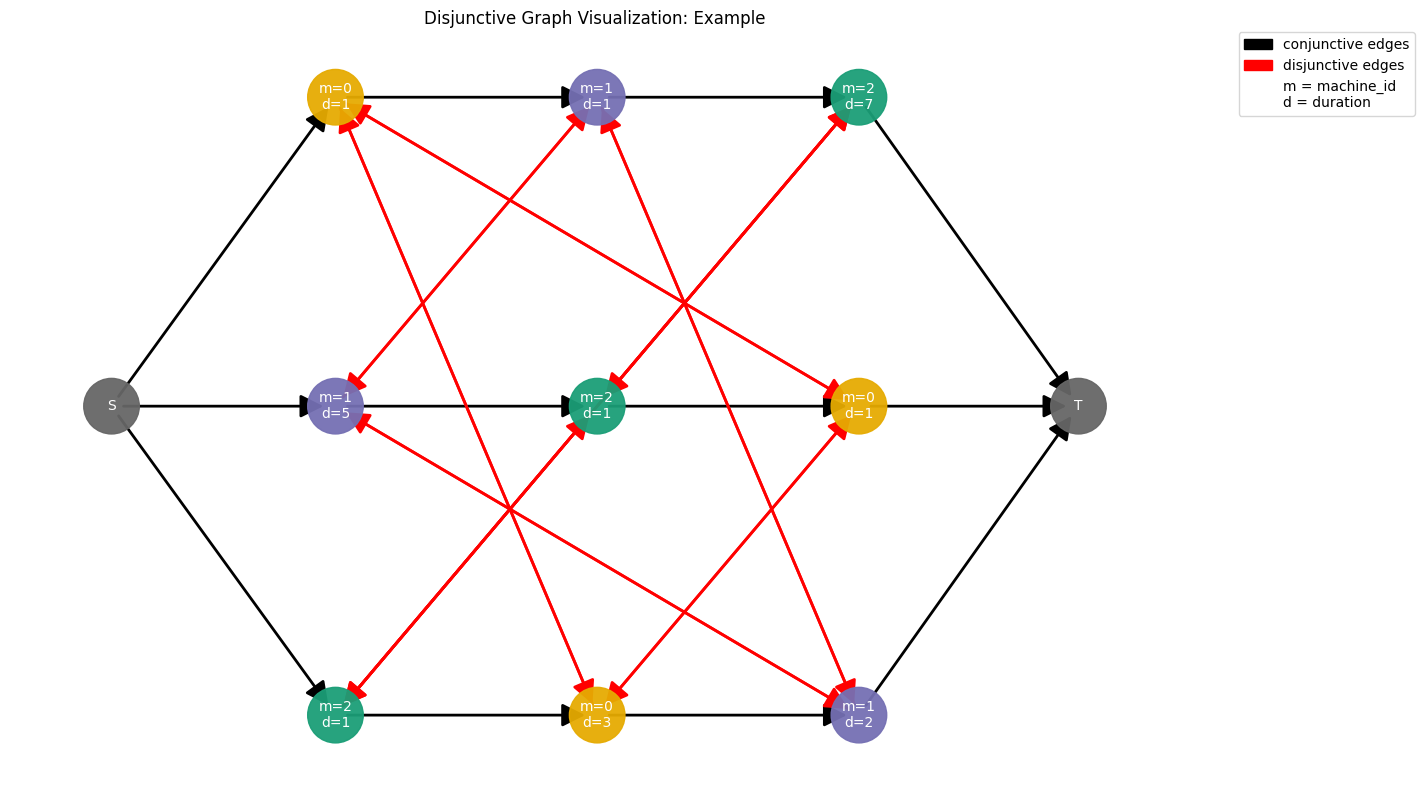 Disjunctive Graph Visualization: Example
conjunctive edges
disjunctive edges
m = machine_id
d = duration
m=0
d=1
m=1
d=1
m=2
d=7
S
m=1
d=5
m=2
d=1
m=0
d=1
T
m=2
d=1
m=0
d=3
m=1
d=2